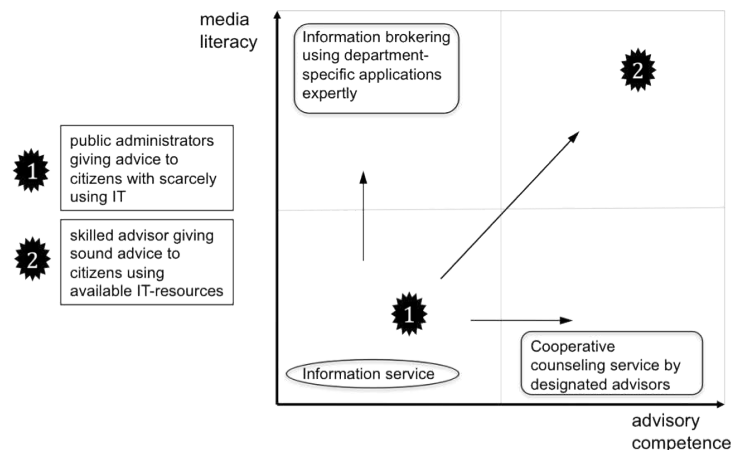 media
literacy
Information brokering
using department-
specific applications
expertly
2
1
public administrators
giving advice to
citizens with scarcely
using IT
2
skilled advisor giving
sound advice to
citizens using
available IT-resources
1
Information service
Cooperative
counseling service by
designated advisors
advisory
competence